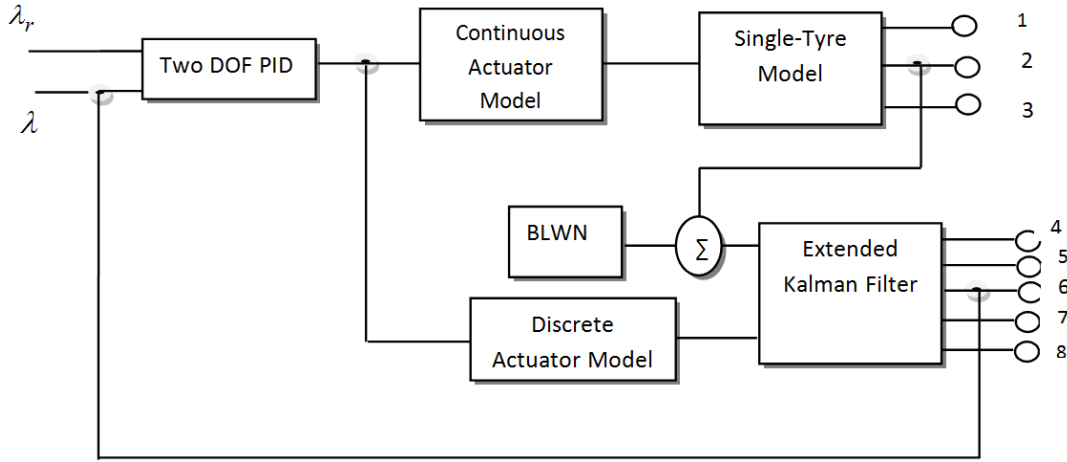 λr
λ
Two DOF PID
Continuous
Actuator
Model
Single-Tyre
Model
1
2
3
BLWN
Σ
Extended
Kalman Filter
4
5
6
7
8
Discrete
Actuator Model